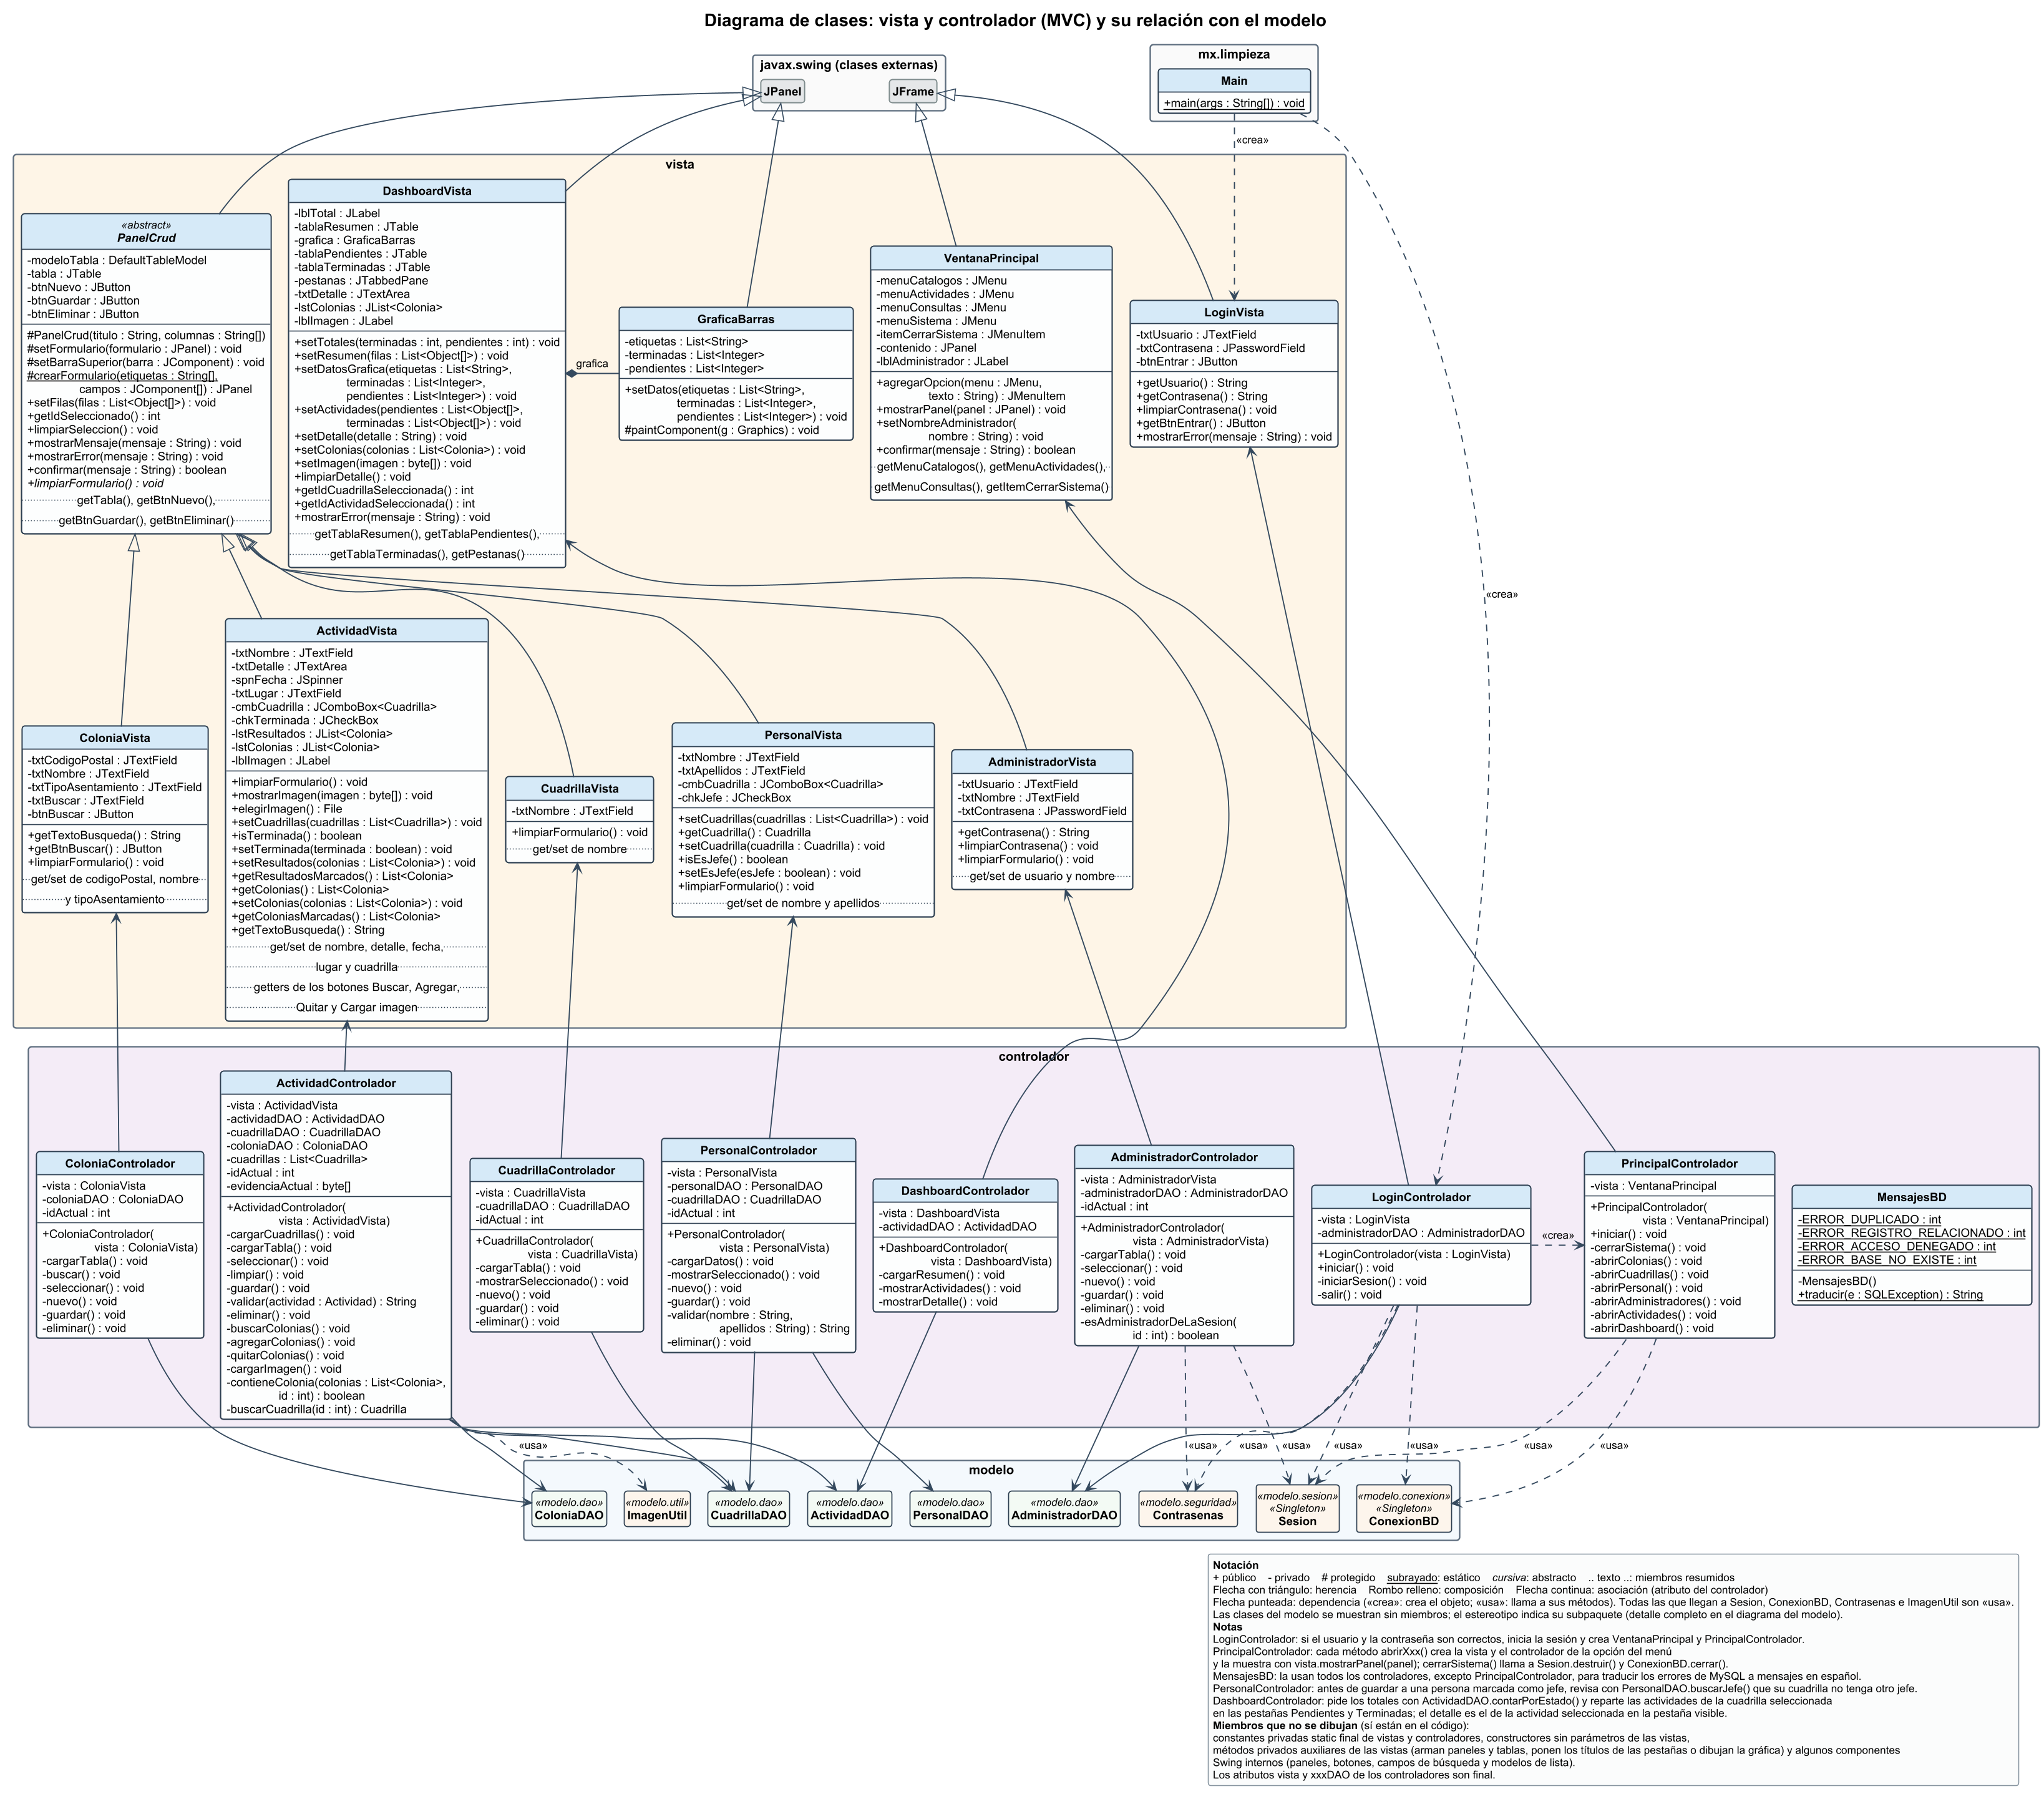 Diagrama de clases: vista y controlador (MVC) y su relación con el modelo
javax.swing (clases externas)
JPanel
JFrame
mx.limpieza
Main
+main(args : String[]) : void
«crea»
«crea»
vista
«abstract»
PanelCrud
-modeloTabla : DefaultTableModel
-tabla : JTable
-btnNuevo : JButton
-btnGuardar : JButton
-btnEliminar : JButton
#PanelCrud(titulo : String, columnas : String[])
#setFormulario(formulario : JPanel) : void
#setBarraSuperior(barra : JComponent) : void
#crearFormulario(etiquetas : String[],
campos : JComponent[]) : JPanel
+setFilas(filas : List<Object[]>) : void
+getIdSeleccionado() : int
+limpiarSeleccion() : void
+mostrarMensaje(mensaje : String) : void
+mostrarError(mensaje : String) : void
+confirmar(mensaje : String) : boolean
+limpiarFormulario() : void
getTabla(), getBtnNuevo(),
getBtnGuardar(), getBtnEliminar()
DashboardVista
-lblTotal : JLabel
-tablaResumen : JTable
-grafica : GraficaBarras
-tablaPendientes : JTable
-tablaTerminadas : JTable
-pestanas : JTabbedPane
-txtDetalle : JTextArea
-lstColonias : JList<Colonia>
-lblImagen : JLabel
+setTotales(terminadas : int, pendientes : int) : void
+setResumen(filas : List<Object[]>) : void
+setDatosGrafica(etiquetas : List<String>,
terminadas : List<Integer>,
pendientes : List<Integer>) : void
+setActividades(pendientes : List<Object[]>,
terminadas : List<Object[]>) : void
+setDetalle(detalle : String) : void
+setColonias(colonias : List<Colonia>) : void
+setImagen(imagen : byte[]) : void
+limpiarDetalle() : void
+getIdCuadrillaSeleccionada() : int
+getIdActividadSeleccionada() : int
+mostrarError(mensaje : String) : void
getTablaResumen(), getTablaPendientes(),
getTablaTerminadas(), getPestanas()
grafica
GraficaBarras
-etiquetas : List<String>
-terminadas : List<Integer>
-pendientes : List<Integer>
+setDatos(etiquetas : List<String>,
terminadas : List<Integer>,
pendientes : List<Integer>) : void
#paintComponent(g : Graphics) : void
VentanaPrincipal
-menuCatalogos : JMenu
-menuActividades : JMenu
-menuConsultas : JMenu
-menuSistema : JMenu
-itemCerrarSistema : JMenuItem
-contenido : JPanel
-lblAdministrador : JLabel
+agregarOpcion(menu : JMenu,
texto : String) : JMenuItem
+mostrarPanel(panel : JPanel) : void
+setNombreAdministrador(
nombre : String) : void
+confirmar(mensaje : String) : boolean
getMenuCatalogos(), getMenuActividades(),
getMenuConsultas(), getItemCerrarSistema()
LoginVista
-txtUsuario : JTextField
-txtContrasena : JPasswordField
-btnEntrar : JButton
+getUsuario() : String
+getContrasena() : String
+limpiarContrasena() : void
+getBtnEntrar() : JButton
+mostrarError(mensaje : String) : void
ColoniaVista
-txtCodigoPostal : JTextField
-txtNombre : JTextField
-txtTipoAsentamiento : JTextField
-txtBuscar : JTextField
-btnBuscar : JButton
+getTextoBusqueda() : String
+getBtnBuscar() : JButton
+limpiarFormulario() : void
get/set de codigoPostal, nombre
y tipoAsentamiento
ActividadVista
-txtNombre : JTextField
-txtDetalle : JTextArea
-spnFecha : JSpinner
-txtLugar : JTextField
-cmbCuadrilla : JComboBox<Cuadrilla>
-chkTerminada : JCheckBox
-lstResultados : JList<Colonia>
-lstColonias : JList<Colonia>
-lblImagen : JLabel
+limpiarFormulario() : void
+mostrarImagen(imagen : byte[]) : void
+elegirImagen() : File
+setCuadrillas(cuadrillas : List<Cuadrilla>) : void
+isTerminada() : boolean
+setTerminada(terminada : boolean) : void
+setResultados(colonias : List<Colonia>) : void
+getResultadosMarcados() : List<Colonia>
+getColonias() : List<Colonia>
+setColonias(colonias : List<Colonia>) : void
+getColoniasMarcadas() : List<Colonia>
+getTextoBusqueda() : String
get/set de nombre, detalle, fecha,
lugar y cuadrilla
getters de los botones Buscar, Agregar,
Quitar y Cargar imagen
CuadrillaVista
-txtNombre : JTextField
+limpiarFormulario() : void
get/set de nombre
PersonalVista
-txtNombre : JTextField
-txtApellidos : JTextField
-cmbCuadrilla : JComboBox<Cuadrilla>
-chkJefe : JCheckBox
+setCuadrillas(cuadrillas : List<Cuadrilla>) : void
+getCuadrilla() : Cuadrilla
+setCuadrilla(cuadrilla : Cuadrilla) : void
+isEsJefe() : boolean
+setEsJefe(esJefe : boolean) : void
+limpiarFormulario() : void
get/set de nombre y apellidos
AdministradorVista
-txtUsuario : JTextField
-txtNombre : JTextField
-txtContrasena : JPasswordField
+getContrasena() : String
+limpiarContrasena() : void
+limpiarFormulario() : void
get/set de usuario y nombre
controlador
ColoniaControlador
-vista : ColoniaVista
-coloniaDAO : ColoniaDAO
-idActual : int
+ColoniaControlador(
vista : ColoniaVista)
-cargarTabla() : void
-buscar() : void
-seleccionar() : void
-nuevo() : void
-guardar() : void
-eliminar() : void
ActividadControlador
-vista : ActividadVista
-actividadDAO : ActividadDAO
-cuadrillaDAO : CuadrillaDAO
-coloniaDAO : ColoniaDAO
-cuadrillas : List<Cuadrilla>
-idActual : int
-evidenciaActual : byte[]
+ActividadControlador(
vista : ActividadVista)
-cargarCuadrillas() : void
-cargarTabla() : void
-seleccionar() : void
-limpiar() : void
-guardar() : void
-validar(actividad : Actividad) : String
-eliminar() : void
-buscarColonias() : void
-agregarColonias() : void
-quitarColonias() : void
-cargarImagen() : void
-contieneColonia(colonias : List<Colonia>,
id : int) : boolean
-buscarCuadrilla(id : int) : Cuadrilla
CuadrillaControlador
-vista : CuadrillaVista
-cuadrillaDAO : CuadrillaDAO
-idActual : int
+CuadrillaControlador(
vista : CuadrillaVista)
-cargarTabla() : void
-mostrarSeleccionado() : void
-nuevo() : void
-guardar() : void
-eliminar() : void
PersonalControlador
-vista : PersonalVista
-personalDAO : PersonalDAO
-cuadrillaDAO : CuadrillaDAO
-idActual : int
+PersonalControlador(
vista : PersonalVista)
-cargarDatos() : void
-mostrarSeleccionado() : void
-nuevo() : void
-guardar() : void
-validar(nombre : String,
apellidos : String) : String
-eliminar() : void
DashboardControlador
-vista : DashboardVista
-actividadDAO : ActividadDAO
+DashboardControlador(
vista : DashboardVista)
-cargarResumen() : void
-mostrarActividades() : void
-mostrarDetalle() : void
AdministradorControlador
-vista : AdministradorVista
-administradorDAO : AdministradorDAO
-idActual : int
+AdministradorControlador(
vista : AdministradorVista)
-cargarTabla() : void
-seleccionar() : void
-nuevo() : void
-guardar() : void
-eliminar() : void
-esAdministradorDeLaSesion(
id : int) : boolean
LoginControlador
-vista : LoginVista
-administradorDAO : AdministradorDAO
+LoginControlador(vista : LoginVista)
+iniciar() : void
-iniciarSesion() : void
-salir() : void
«crea»
PrincipalControlador
-vista : VentanaPrincipal
+PrincipalControlador(
vista : VentanaPrincipal)
+iniciar() : void
-cerrarSistema() : void
-abrirColonias() : void
-abrirCuadrillas() : void
-abrirPersonal() : void
-abrirAdministradores() : void
-abrirActividades() : void
-abrirDashboard() : void
MensajesBD
-ERROR_DUPLICADO : int
-ERROR_REGISTRO_RELACIONADO : int
-ERROR_ACCESO_DENEGADO : int
-ERROR_BASE_NO_EXISTE : int
-MensajesBD()
+traducir(e : SQLException) : String
«usa»
«usa»
«usa»
«usa»
«usa»
«usa»
«usa»
«usa»
modelo
«modelo.dao»
ColoniaDAO
«modelo.util»
ImagenUtil
«modelo.dao»
CuadrillaDAO
«modelo.dao»
ActividadDAO
«modelo.dao»
PersonalDAO
«modelo.dao»
AdministradorDAO
«modelo.seguridad»
Contrasenas
«modelo.sesion»
«Singleton»
Sesion
«modelo.conexion»
«Singleton»
ConexionBD
Notación
+ público - privado # protegido subrayado: estático cursiva: abstracto .. texto ..: miembros resumidos
Flecha con triángulo: herencia Rombo relleno: composición Flecha continua: asociación (atributo del controlador)
Flecha punteada: dependencia («crea»: crea el objeto; «usa»: llama a sus métodos). Todas las que llegan a Sesion, ConexionBD, Contrasenas e ImagenUtil son «usa».
Las clases del modelo se muestran sin miembros; el estereotipo indica su subpaquete (detalle completo en el diagrama del modelo).
Notas
LoginControlador: si el usuario y la contraseña son correctos, inicia la sesión y crea VentanaPrincipal y PrincipalControlador.
PrincipalControlador: cada método abrirXxx() crea la vista y el controlador de la opción del menú
y la muestra con vista.mostrarPanel(panel); cerrarSistema() llama a Sesion.destruir() y ConexionBD.cerrar().
MensajesBD: la usan todos los controladores, excepto PrincipalControlador, para traducir los errores de MySQL a mensajes en español.
PersonalControlador: antes de guardar a una persona marcada como jefe, revisa con PersonalDAO.buscarJefe() que su cuadrilla no tenga otro jefe.
DashboardControlador: pide los totales con ActividadDAO.contarPorEstado() y reparte las actividades de la cuadrilla seleccionada
en las pestañas Pendientes y Terminadas; el detalle es el de la actividad seleccionada en la pestaña visible.
Miembros que no se dibujan (sí están en el código):
constantes privadas static final de vistas y controladores, constructores sin parámetros de las vistas,
métodos privados auxiliares de las vistas (arman paneles y tablas, ponen los títulos de las pestañas o dibujan la gráfica) y algunos componentes
Swing internos (paneles, botones, campos de búsqueda y modelos de lista).
Los atributos vista y xxxDAO de los controladores son final.